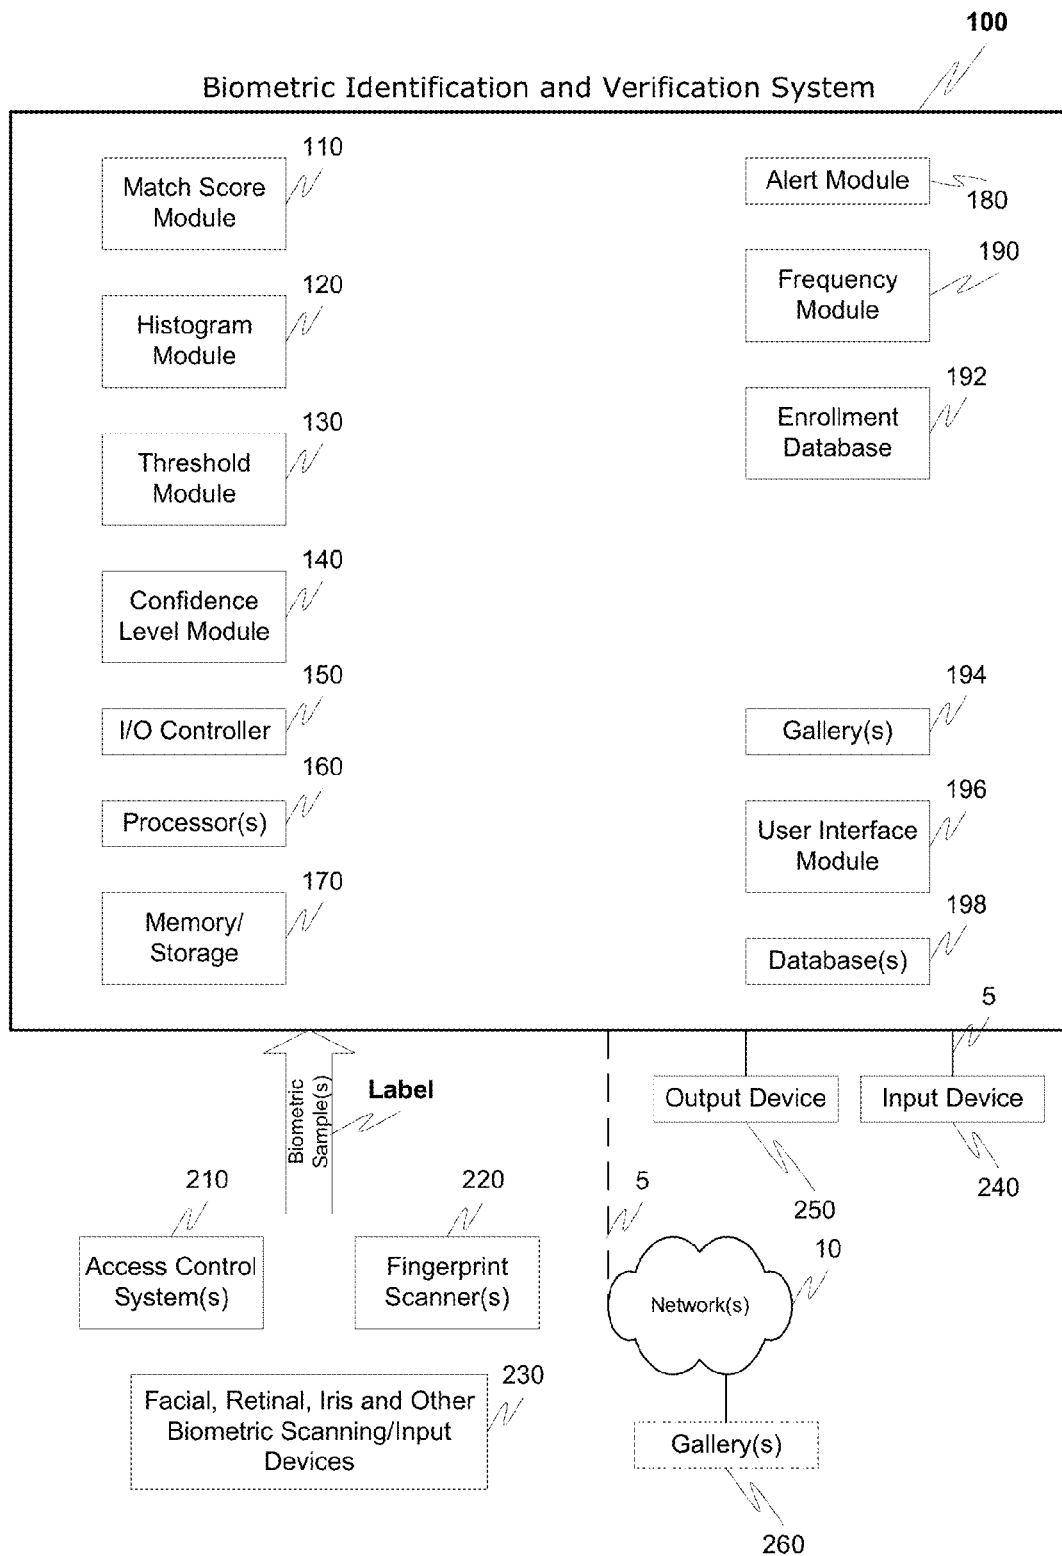 100
Biometric Identification and Verification System
110
Match Score
Module
120
Histogram
Module
130
Threshold
Module
140
Confidence
Level Module
150
I/O Controller
160
Processor(s)
170
Memory/
Storage
Alert Module
180
190
Frequency
Module
192
Enrollment
Database
194
Gallery(s)
196
User Interface
Module
198
Database(s)
5
Biometric
Sample(s)
Label
Output Device
250
Input Device
240
210
Access Control
System(s)
220
Fingerprint
Scanner(s)
5
10
Network(s)
230
Facial, Retinal, Iris and Other
Biometric Scanning/Input
Devices
Gallery(s)
260